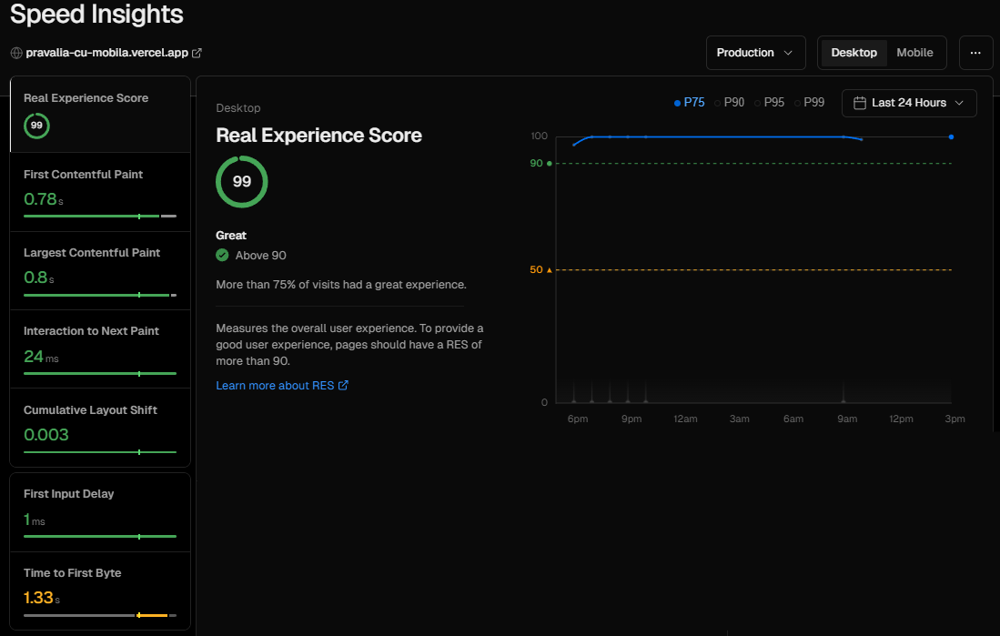 Speed Insights
pravalia-cu-mobila.vercel.app
Production
Desktop
Mobile
...
Real Experience Score
99
First Contentful Paint
0.78s
Largest Contentful Paint
0.8s
Interaction to Next Paint
24ms
Cumulative Layout Shift
0.003
First Input Delay
1ms
Time to First Byte
1.33s
Desktop
Real Experience Score
99
Great
Above 90
More than 75% of visits had a great experience.
Measures the overall user experience. To provide a
good user experience, pages should have a RES of
more than 90.
Learn more about RES
P75 P90 P95 P99
Last 24 Hours
100
90
50
0
6pm 9pm 12am 3am 6am 9am 12pm 3pm